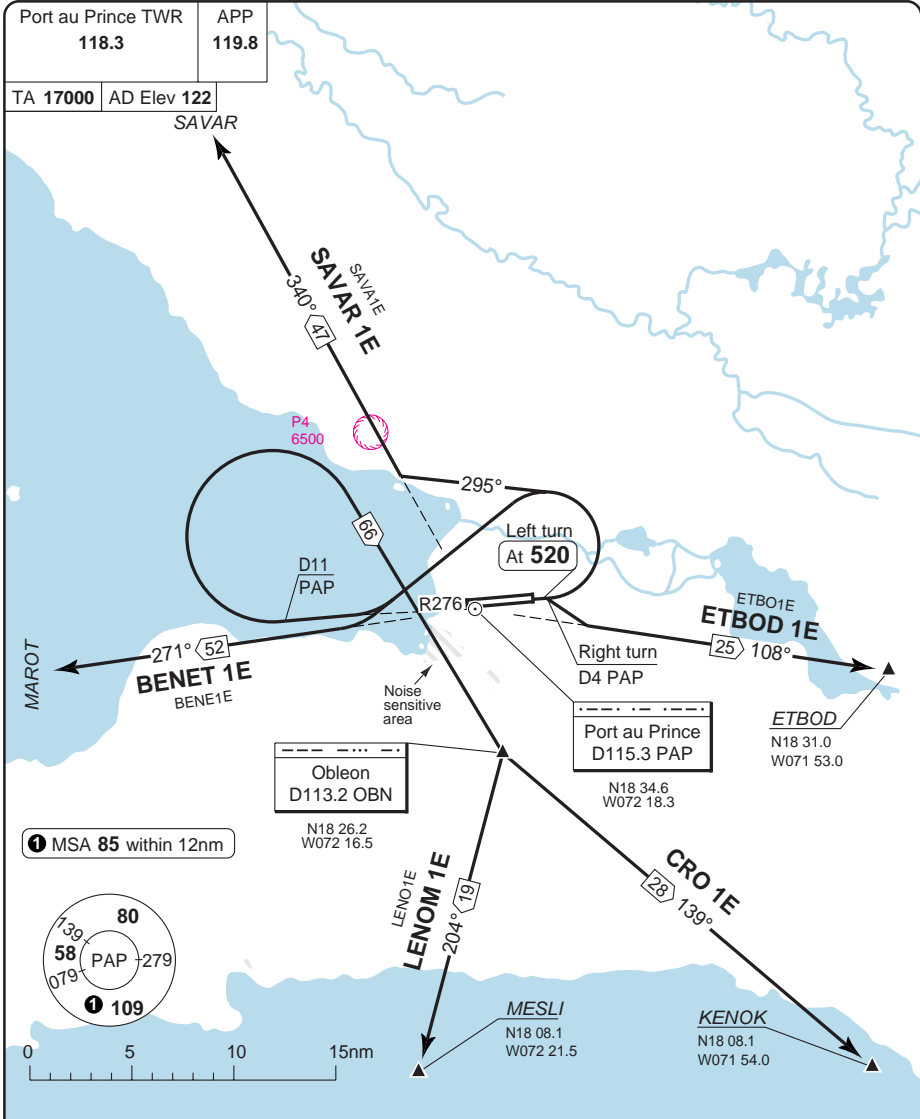 Port au Prince TWR
118.3
APP
119.8
TA 17000
AD Elev 122
SAVAR
SAVA1E
SAVAR 1E
340°
47
P4
6500
295°
66
Left turn
At 520
D11
PAP
R276
ETBO1E
ETBOD 1E
25
108°
271°
52
BENET 1E
BENE1E
MAROT
Right turn
D4 PAP
Noise
sensitive
area
ETBOD
N18 31.0
W071 53.0
Port au Prince
D115.3 PAP
N18 34.6
W072 18.3
Obleon
D113.2 OBN
N18 26.2
W072 16.5
1 MSA 85 within 12nm
LENO1E
LENOM 1E
204°
19
CRO 1E
28
139°
80
139
58
PAP
279
079
1 109
MESLI
N18 08.1
W072 21.5
KENOK
N18 08.1
W071 54.0
0 5 10 15nm